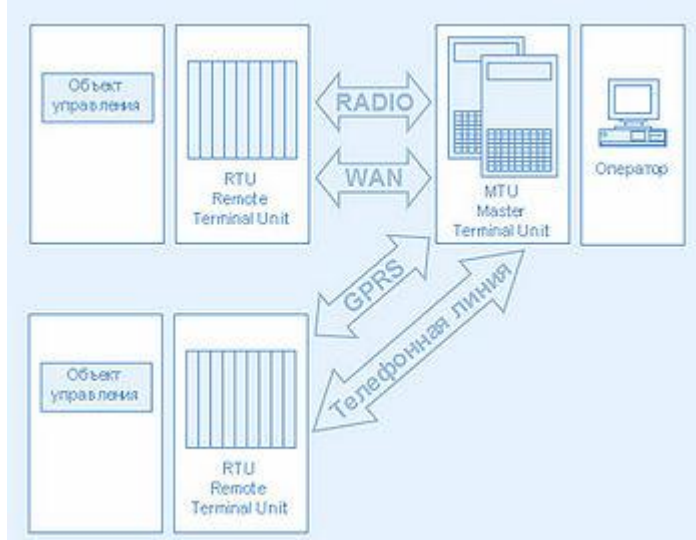 Объект
управления
RTU
Remote
Terminal Unit
RADIO
WAN
MTU
Master
Terminal Unit
Оператор
GPRS
Телефонная линия
Объект
управления
RTU
Remote
Terminal Unit